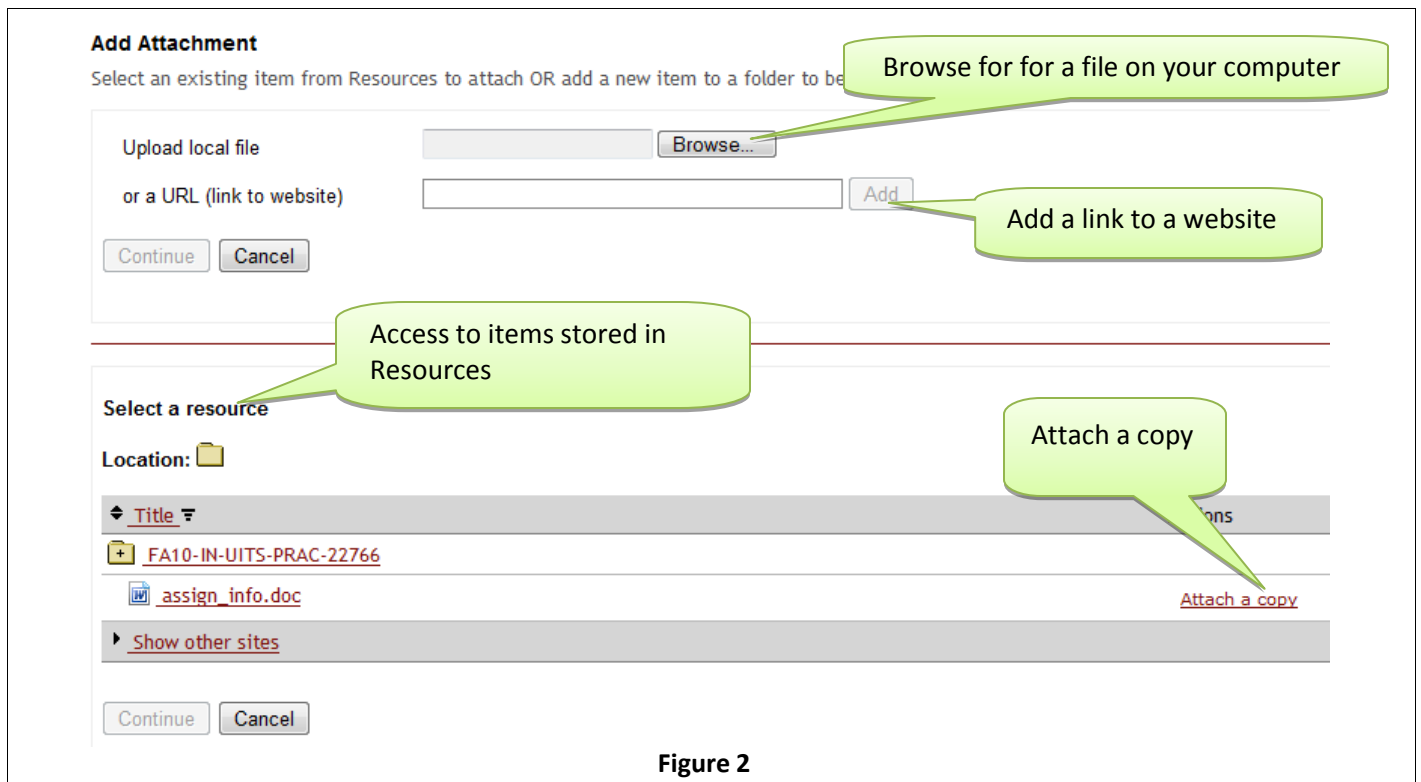 Add Attachment
Select an existing item from Resources to attach OR add a new item to a folder to be
Browse for for a file on your computer
Upload local file
Browse...
or a URL (link to website)
Add
Add a link to a website
Continue
Cancel
Access to items stored in
Resources
Select a resource
Attach a copy
Location:
Title
FA10-IN-UITS-PRAC-22766
assign_info.doc
Attach a copy
Show other sites
Continue
Cancel
Figure 2